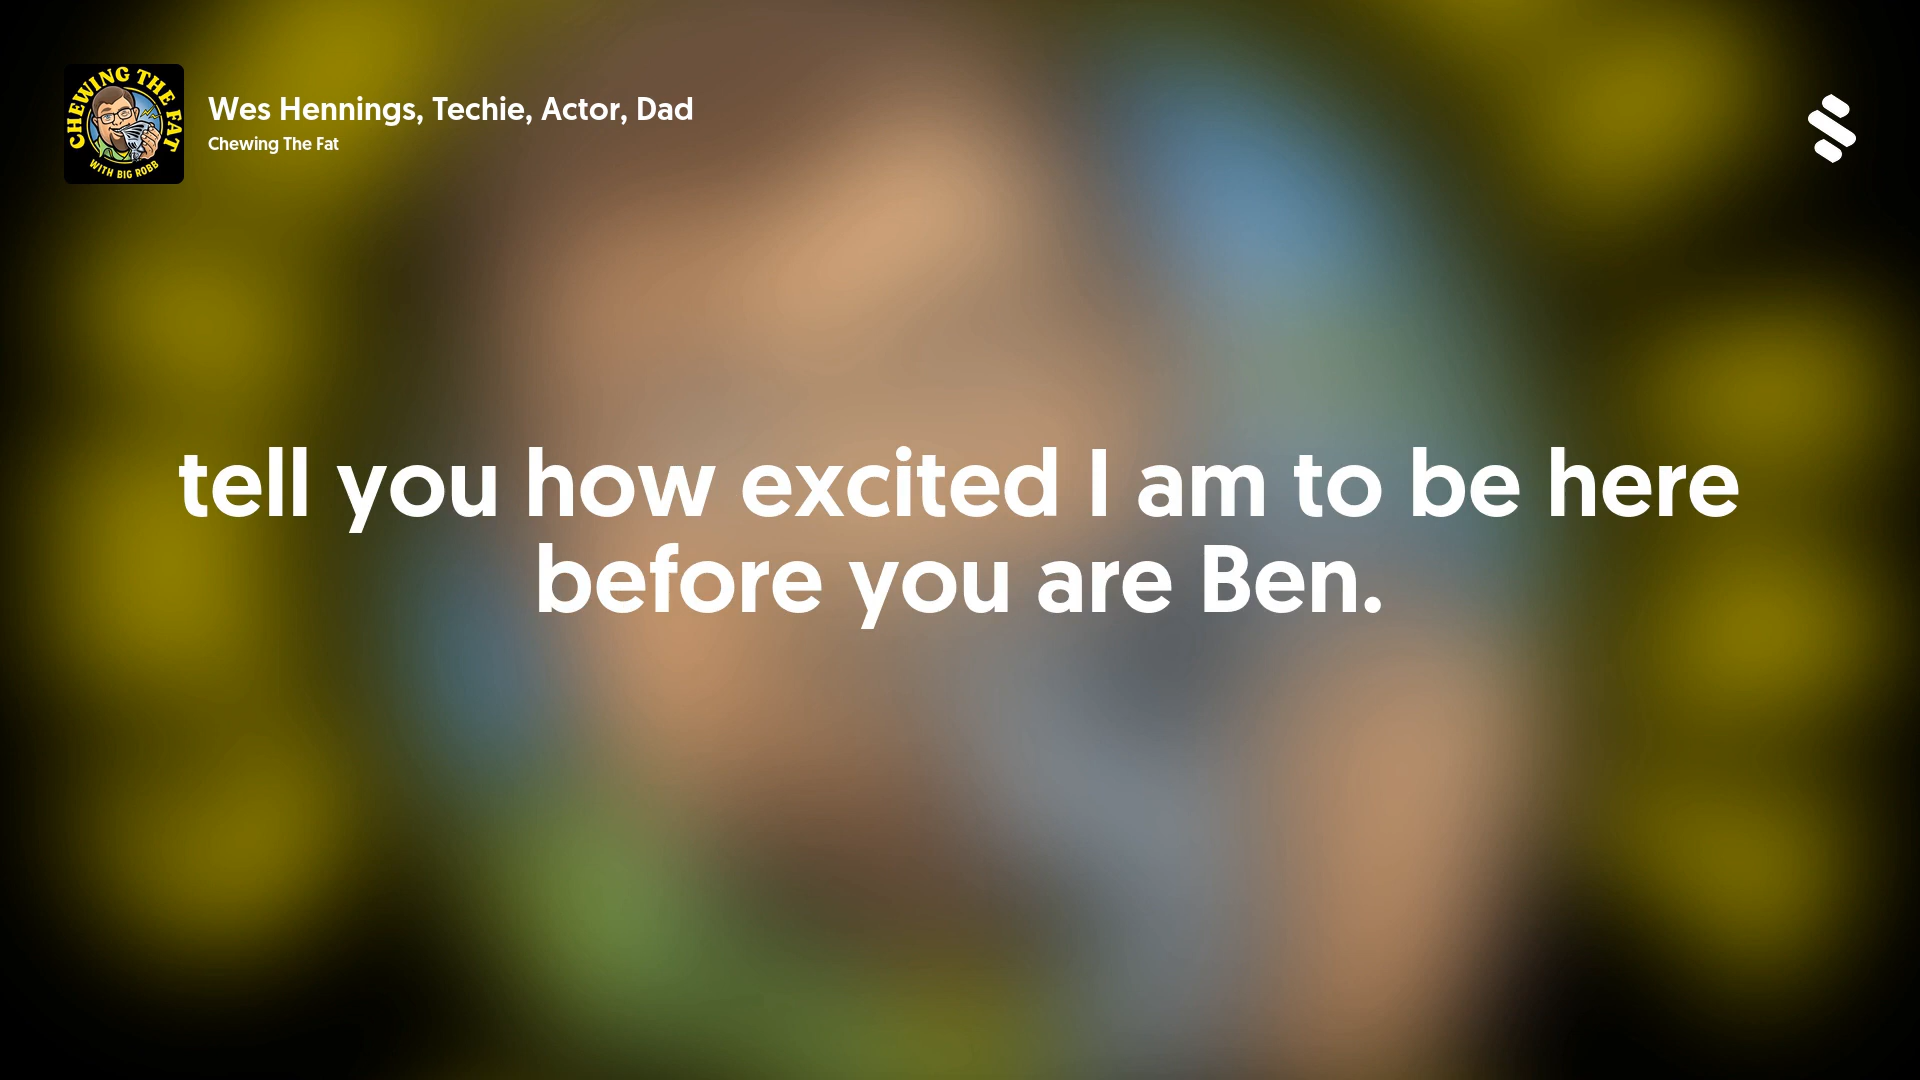 CHEWING THE FAT
WITH BIG ROBB
Wes Hennings, Techie, Actor, Dad
Chewing The Fat
tell you how excited I am to be here
before you are Ben.